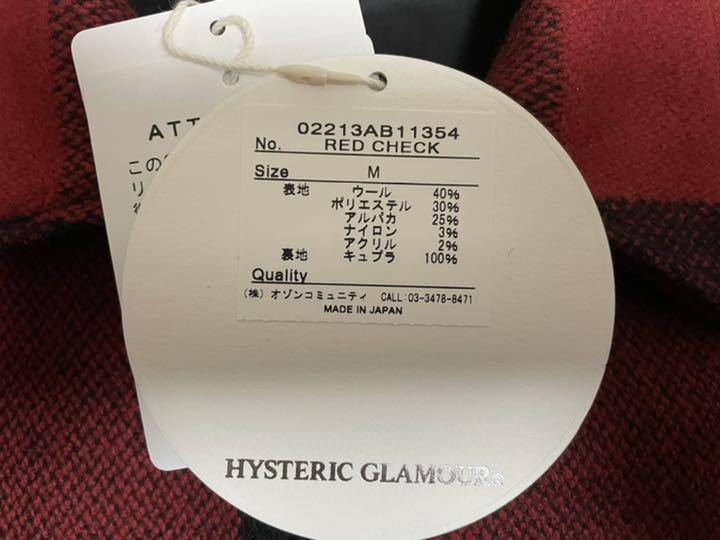 ATT
この
リ
02213AB11354
No. RED CHECK
Size M
表地 ウール 40%
ポリエステル 30%
アルパカ 25%
ナイロン 3%
アクリル 2%
裏地 キュプラ 100%
Quality
(株) オゾンコミュニティ CALL:03-3478-8471
MADE IN JAPAN
HYSTERIC GLAMOUR®